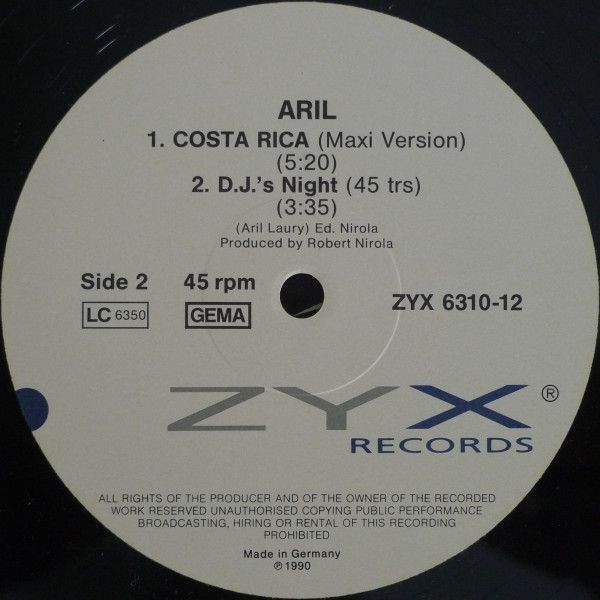 ARIL
1. COSTA RICA (Maxi Version)
(5:20)
2. D.J.'s Night (45 trs)
(3:35)
(Aril Laury) Ed. Nirola
Produced by Robert Nirola
Side 2 45 rpm
LC 6350 GEMA
ZYX 6310-12
ZYX ®
RECORDS
ALL RIGHTS OF THE PRODUCER AND OF THE OWNER OF THE RECORDED
WORK RESERVED UNAUTHORISED COPYING PUBLIC PERFORMANCE
BROADCASTING, HIRING OR RENTAL OF THIS RECORDING
PROHIBITED
Made in Germany
℗ 1990